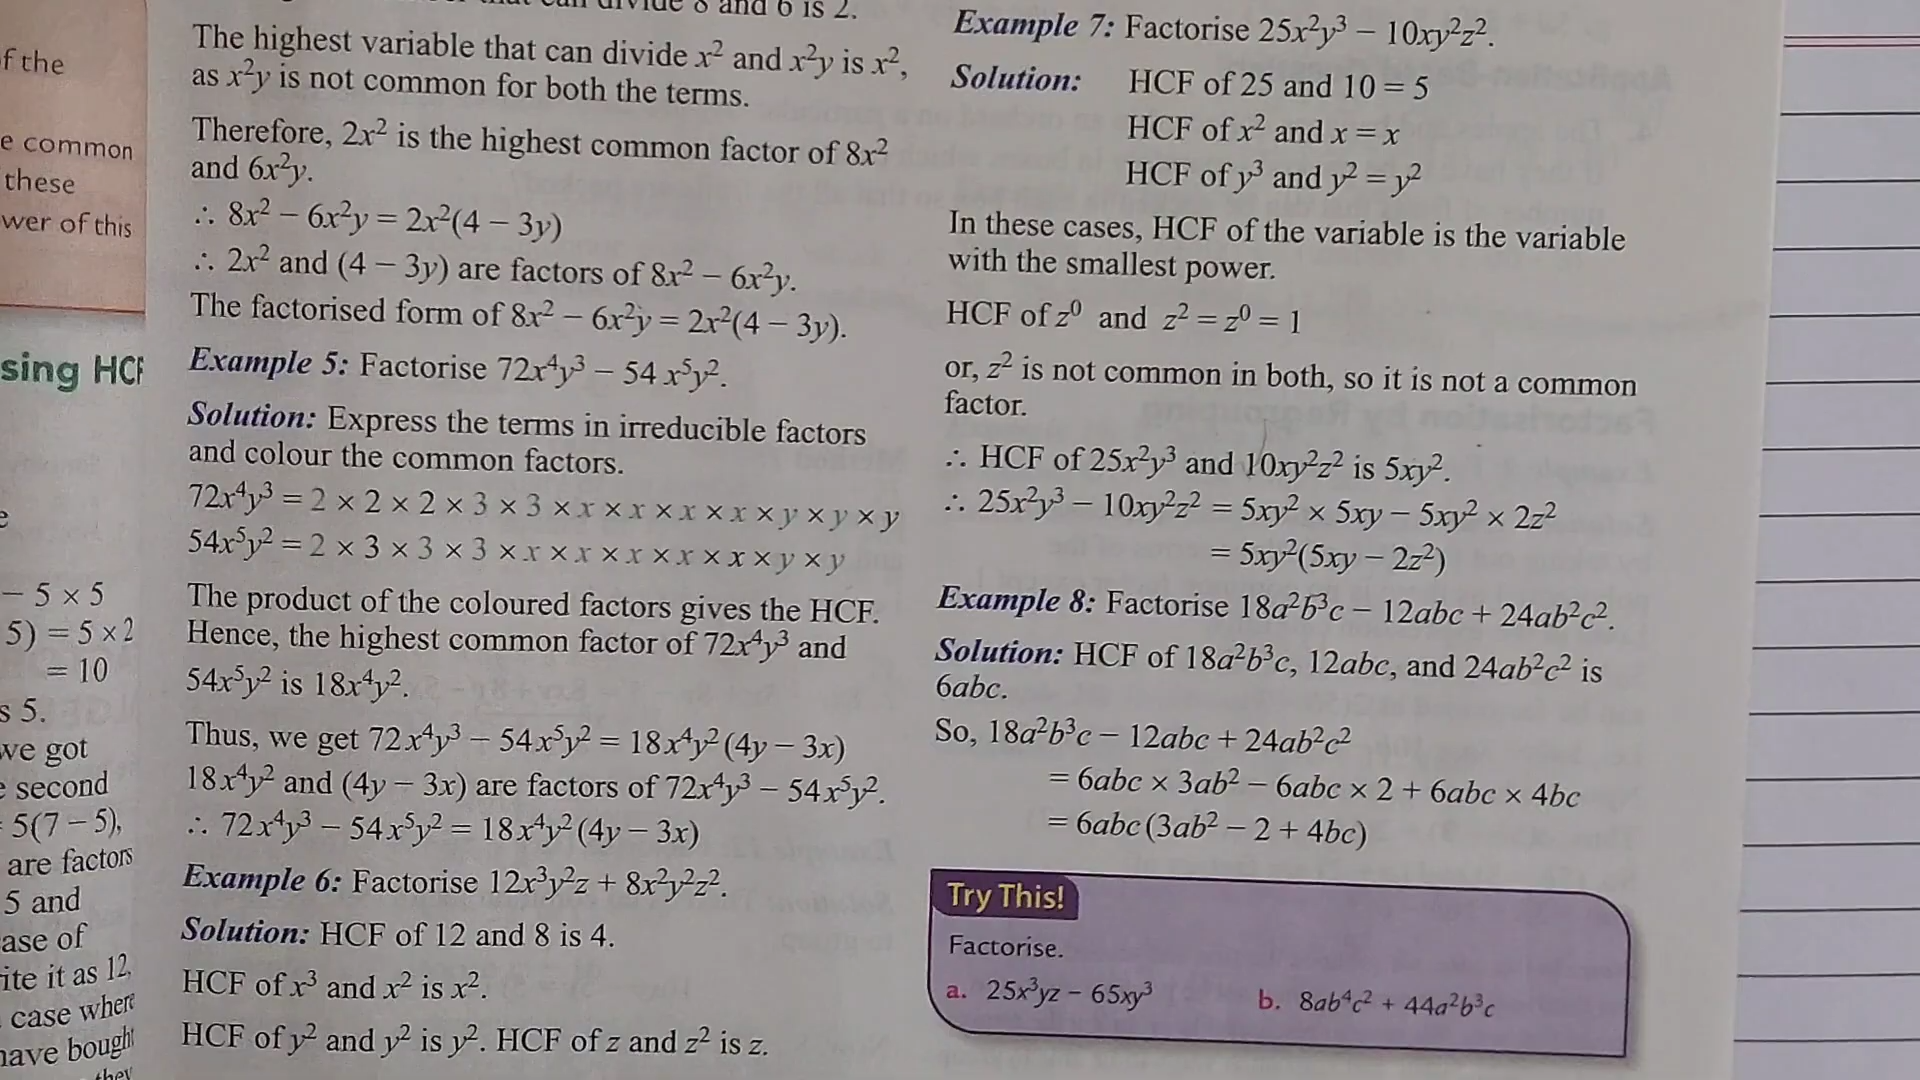 f the
e common
these
wer of this
sing HCF
– 5 × 5
5) = 5 × 2
= 10
s 5.
we got
e second
5(7 – 5),
are factors
5 and
ase of
ite it as 12,
case where
have bought
they
can divide 8 and 6 is 2.
The highest variable that can divide x² and x²y is x²,
as x²y is not common for both the terms.
Therefore, 2x² is the highest common factor of 8x²
and 6x²y.
∴ 8x² – 6x²y = 2x²(4 – 3y)
∴ 2x² and (4 – 3y) are factors of 8x² – 6x²y.
The factorised form of 8x² – 6x²y = 2x²(4 – 3y).
Example 5: Factorise 72x⁴y³ – 54 x⁵y².
Solution: Express the terms in irreducible factors
and colour the common factors.
72x⁴y³ = 2 × 2 × 2 × 3 × 3 × x × x × x × x × y × y × y
54x⁵y² = 2 × 3 × 3 × 3 × x × x × x × x × x × y × y
The product of the coloured factors gives the HCF.
Hence, the highest common factor of 72x⁴y³ and
54x⁵y² is 18x⁴y².
Thus, we get 72x⁴y³ – 54x⁵y² = 18x⁴y² (4y – 3x)
18x⁴y² and (4y – 3x) are factors of 72x⁴y³ – 54x⁵y².
∴ 72x⁴y³ – 54x⁵y² = 18x⁴y² (4y – 3x)
Example 6: Factorise 12x³y²z + 8x²y²z².
Solution: HCF of 12 and 8 is 4.
HCF of x³ and x² is x².
HCF of y² and y² is y². HCF of z and z² is z.
Example 7: Factorise 25x²y³ – 10xy²z².
Solution: HCF of 25 and 10 = 5
HCF of x² and x = x
HCF of y³ and y² = y²
In these cases, HCF of the variable is the variable
with the smallest power.
HCF of z⁰ and z² = z⁰ = 1
or, z² is not common in both, so it is not a common
factor.
∴ HCF of 25x²y³ and 10xy²z² is 5xy².
∴ 25x²y³ – 10xy²z² = 5xy² × 5xy – 5xy² × 2z²
= 5xy²(5xy – 2z²)
Example 8: Factorise 18a²b³c – 12abc + 24ab²c².
Solution: HCF of 18a²b³c, 12abc, and 24ab²c² is
6abc.
So, 18a²b³c – 12abc + 24ab²c²
= 6abc × 3ab² – 6abc × 2 + 6abc × 4bc
= 6abc (3ab² – 2 + 4bc)
Try This!
Factorise.
a. 25x³yz – 65xy³ b. 8ab⁴c² + 44a²b³c